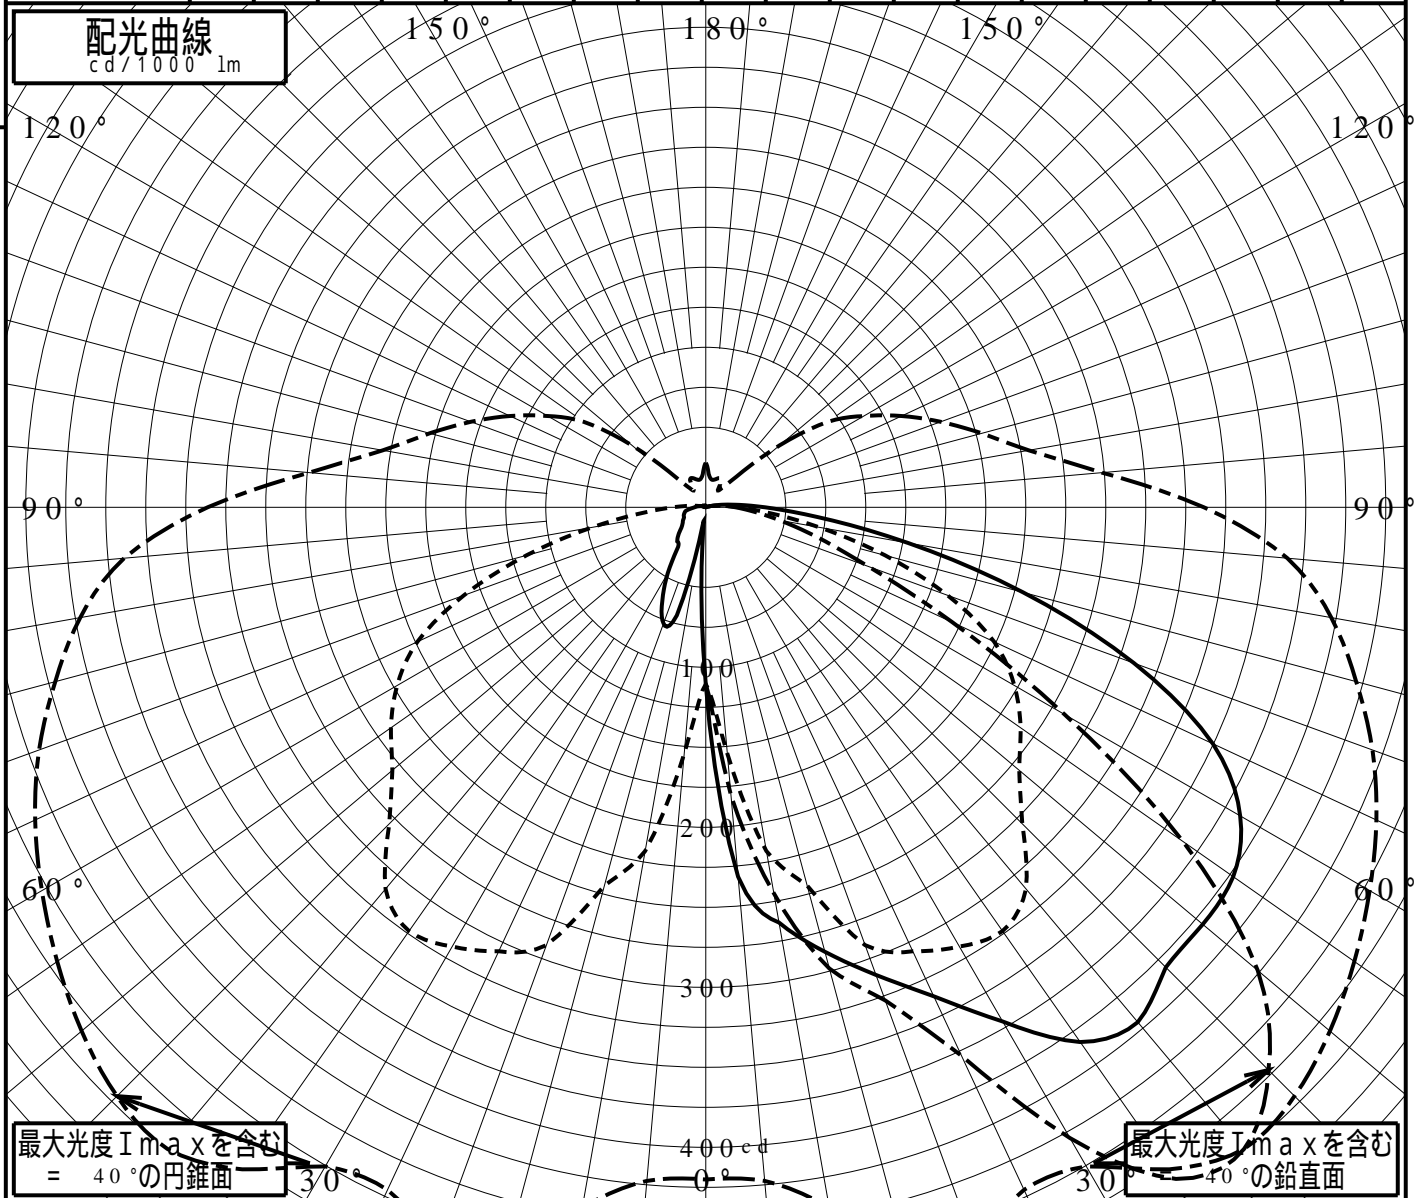 150° 180° 150°
配光曲線
cd/1000 lm
120° 120°
90° 90°
100
200
60° 60°
300
400cd
最大光度Imaxを含む
= 40°の円錐面
30° 0° 30°
最大光度Imaxを含む
= 40°の鉛直面